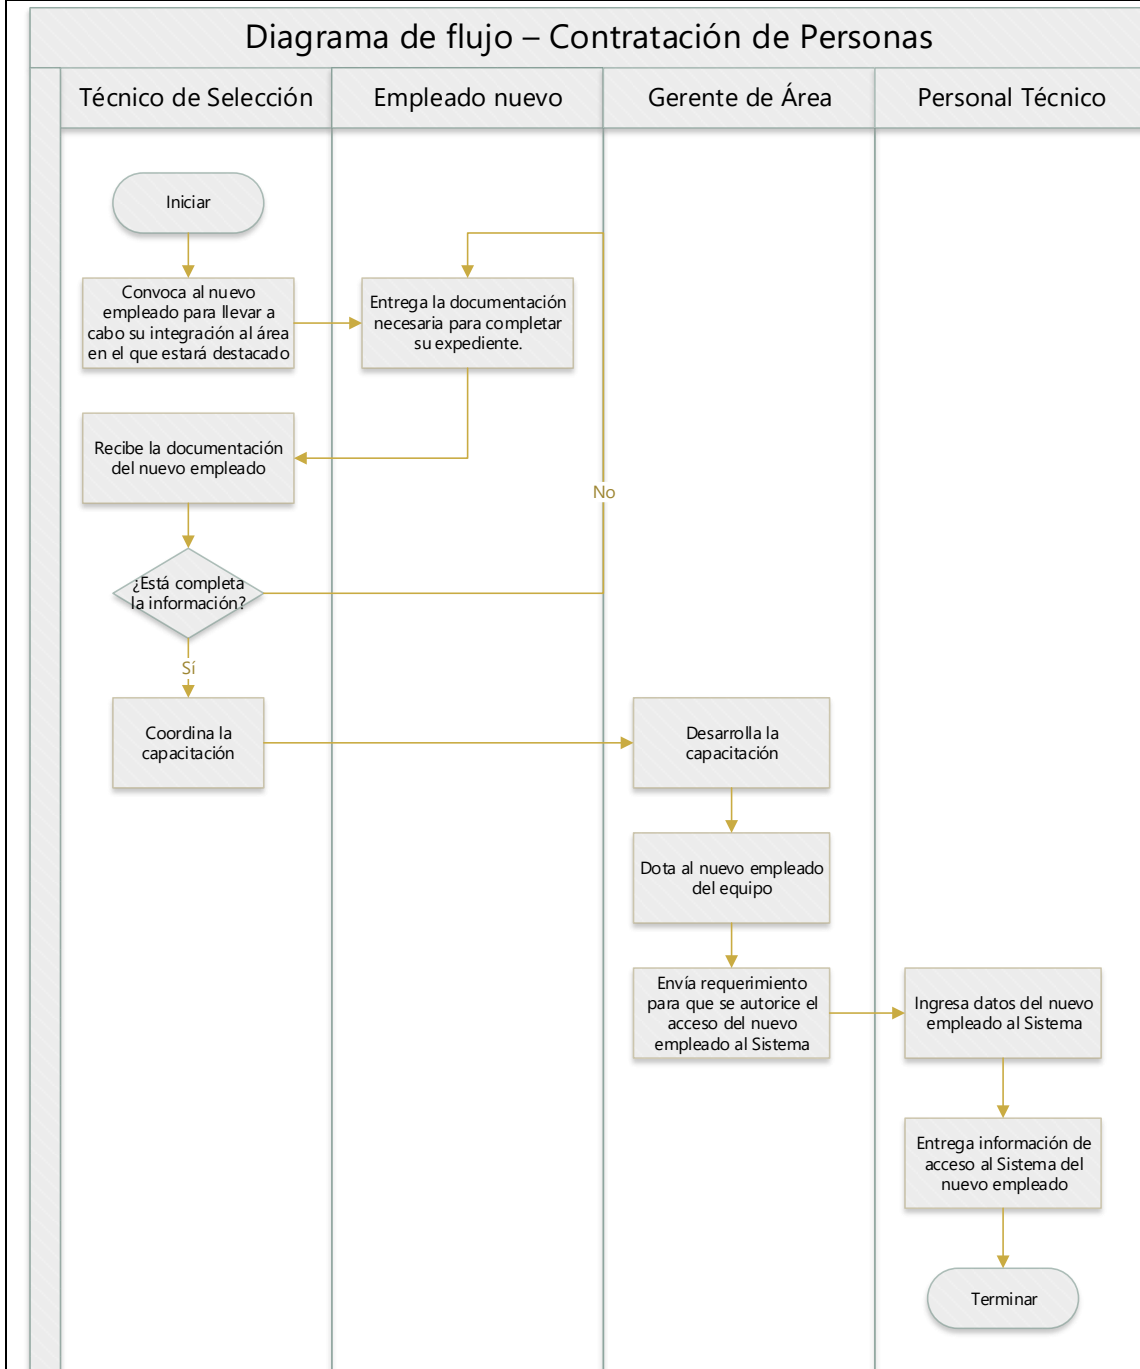 Diagrama de flujo – Contratación de Personas
Técnico de Selección
Empleado nuevo
Gerente de Área
Personal Técnico
Iniciar
Convoca al nuevo
empleado para llevar a
cabo su integración al área
en el que estará destacado
Entrega la documentación
necesaria para completar
su expediente.
Recibe la documentación
del nuevo empleado
No
¿Está completa
la información?
Sí
Coordina la
capacitación
Desarrolla la
capacitación
Dota al nuevo empleado
del equipo
Envía requerimiento
para que se autorice el
acceso del nuevo
empleado al Sistema
Ingresa datos del nuevo
empleado al Sistema
Entrega información de
acceso al Sistema del
nuevo empleado
Terminar